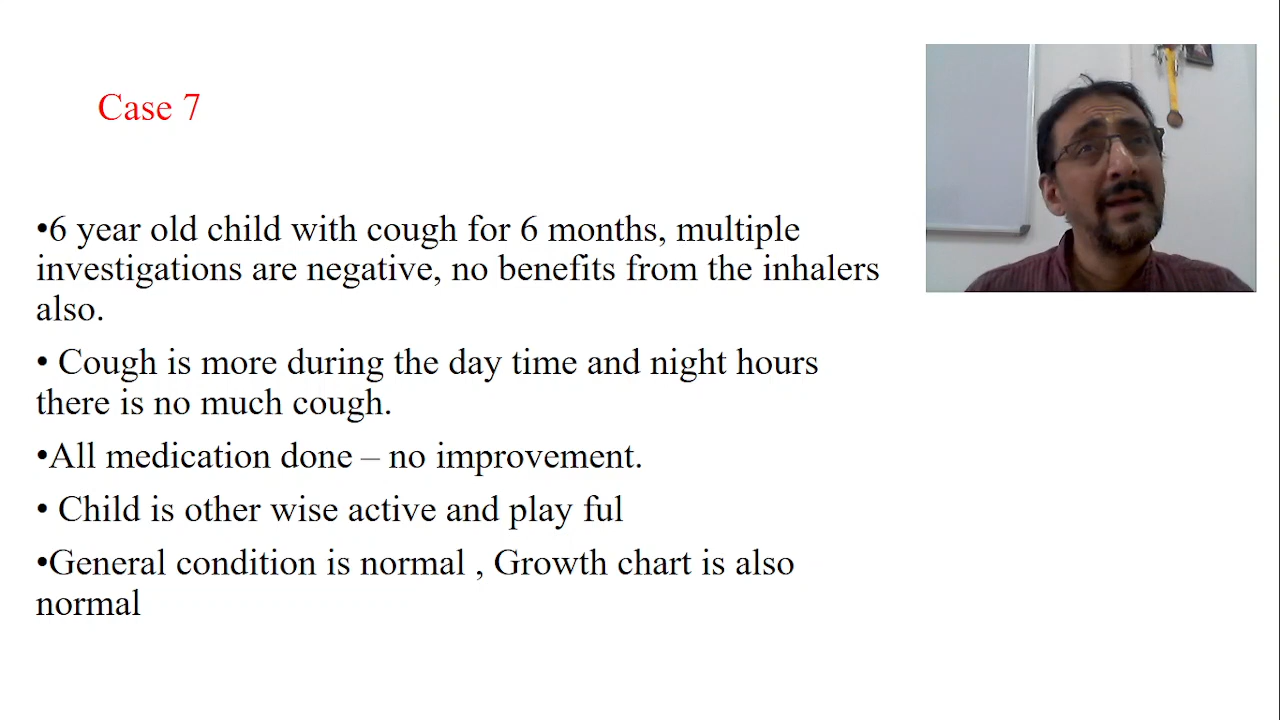 Case 7
•6 year old child with cough for 6 months, multiple
investigations are negative, no benefits from the inhalers
also.
• Cough is more during the day time and night hours
there is no much cough.
•All medication done – no improvement.
• Child is other wise active and play ful
•General condition is normal , Growth chart is also
normal